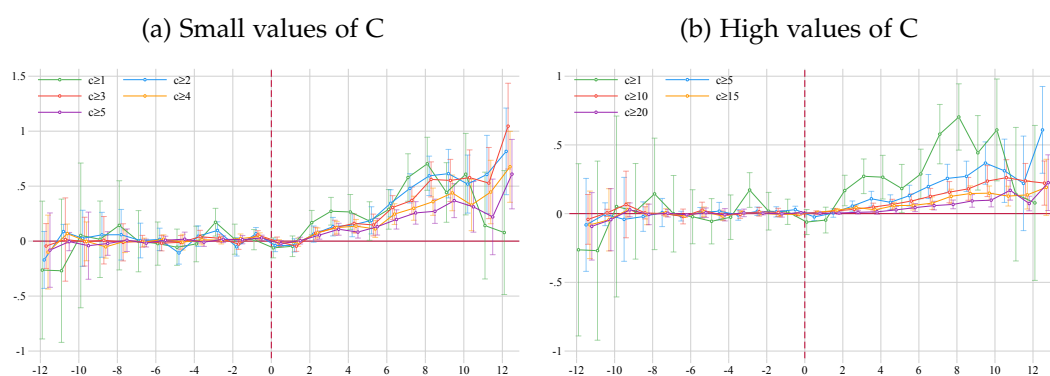 (a) Small values of C
c≥1 c≥2
c≥3 c≥4
c≥5
1.5
1
.5
0
-.5
-1
-12 -10 -8 -6 -4 -2 0 2 4 6 8 10 12
(b) High values of C
c≥1 c≥5
c≥10 c≥15
c≥20
1
.5
0
-.5
-1
-12 -10 -8 -6 -4 -2 0 2 4 6 8 10 12